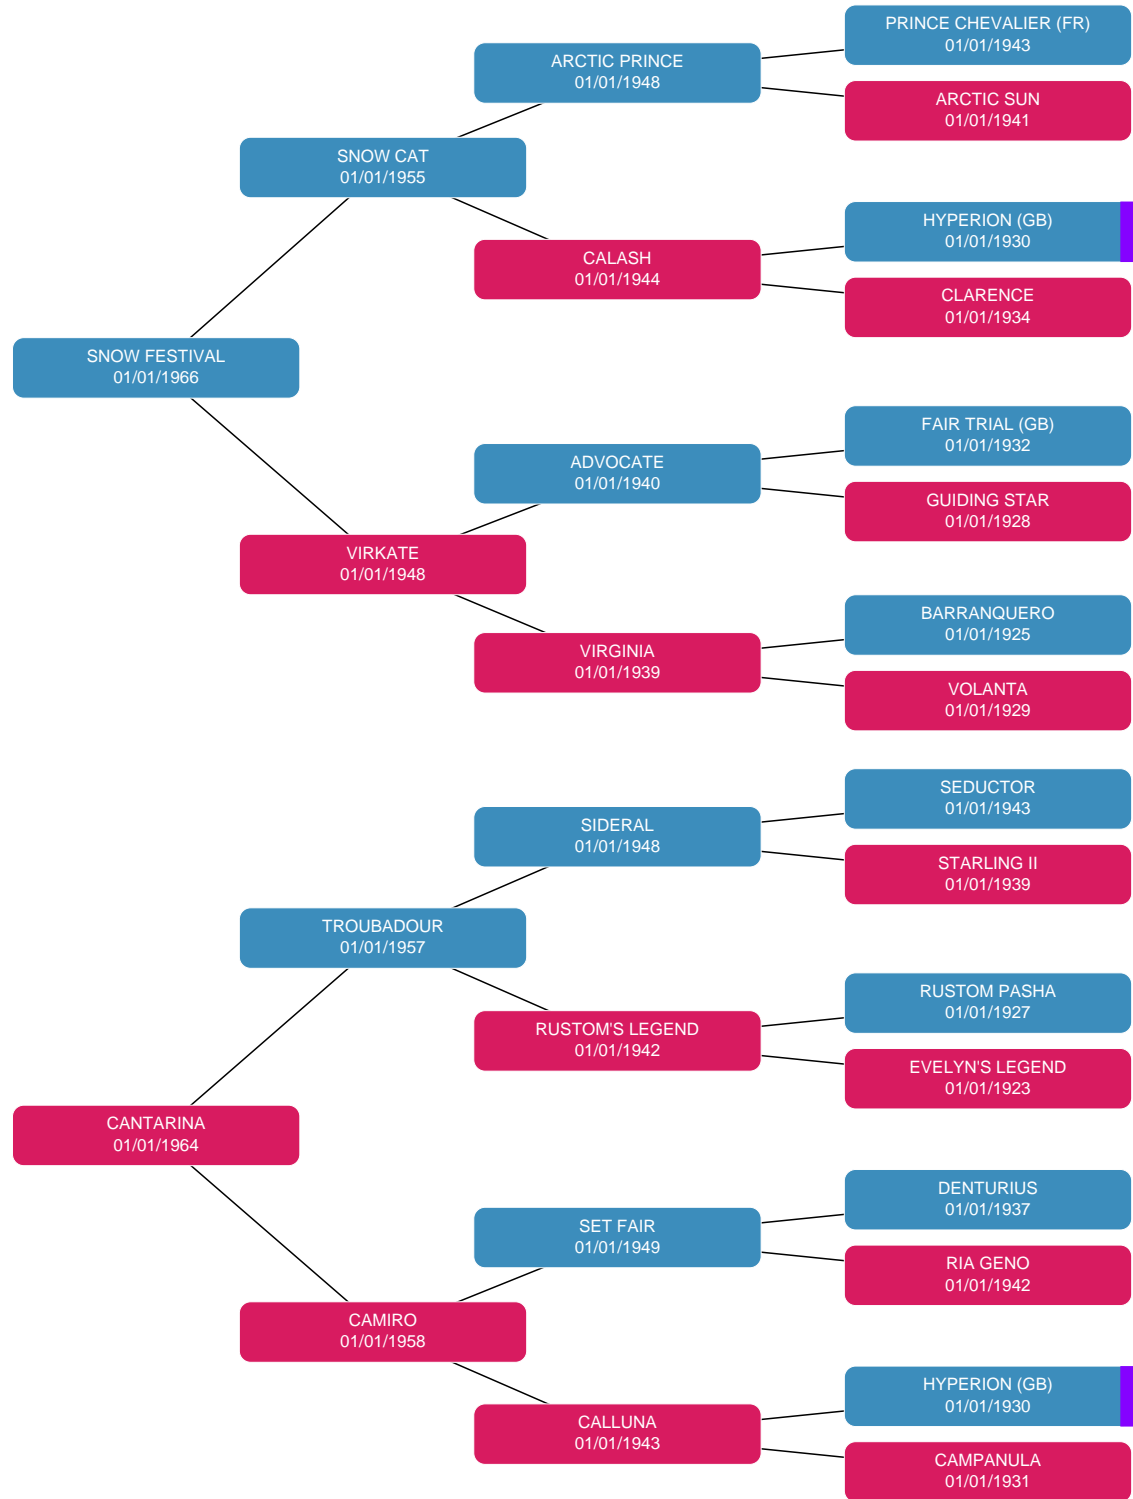 PRINCE CHEVALIER (FR)
01/01/1943
ARCTIC PRINCE
01/01/1948
ARCTIC SUN
01/01/1941
SNOW CAT
01/01/1955
HYPERION (GB)
01/01/1930
CALASH
01/01/1944
CLARENCE
01/01/1934
SNOW FESTIVAL
01/01/1966
FAIR TRIAL (GB)
01/01/1932
ADVOCATE
01/01/1940
GUIDING STAR
01/01/1928
VIRKATE
01/01/1948
BARRANQUERO
01/01/1925
VIRGINIA
01/01/1939
VOLANTA
01/01/1929
SEDUCTOR
01/01/1943
SIDERAL
01/01/1948
STARLING II
01/01/1939
TROUBADOUR
01/01/1957
RUSTOM PASHA
01/01/1927
RUSTOM'S LEGEND
01/01/1942
EVELYN'S LEGEND
01/01/1923
CANTARINA
01/01/1964
DENTURIUS
01/01/1937
SET FAIR
01/01/1949
RIA GENO
01/01/1942
CAMIRO
01/01/1958
HYPERION (GB)
01/01/1930
CALLUNA
01/01/1943
CAMPANULA
01/01/1931